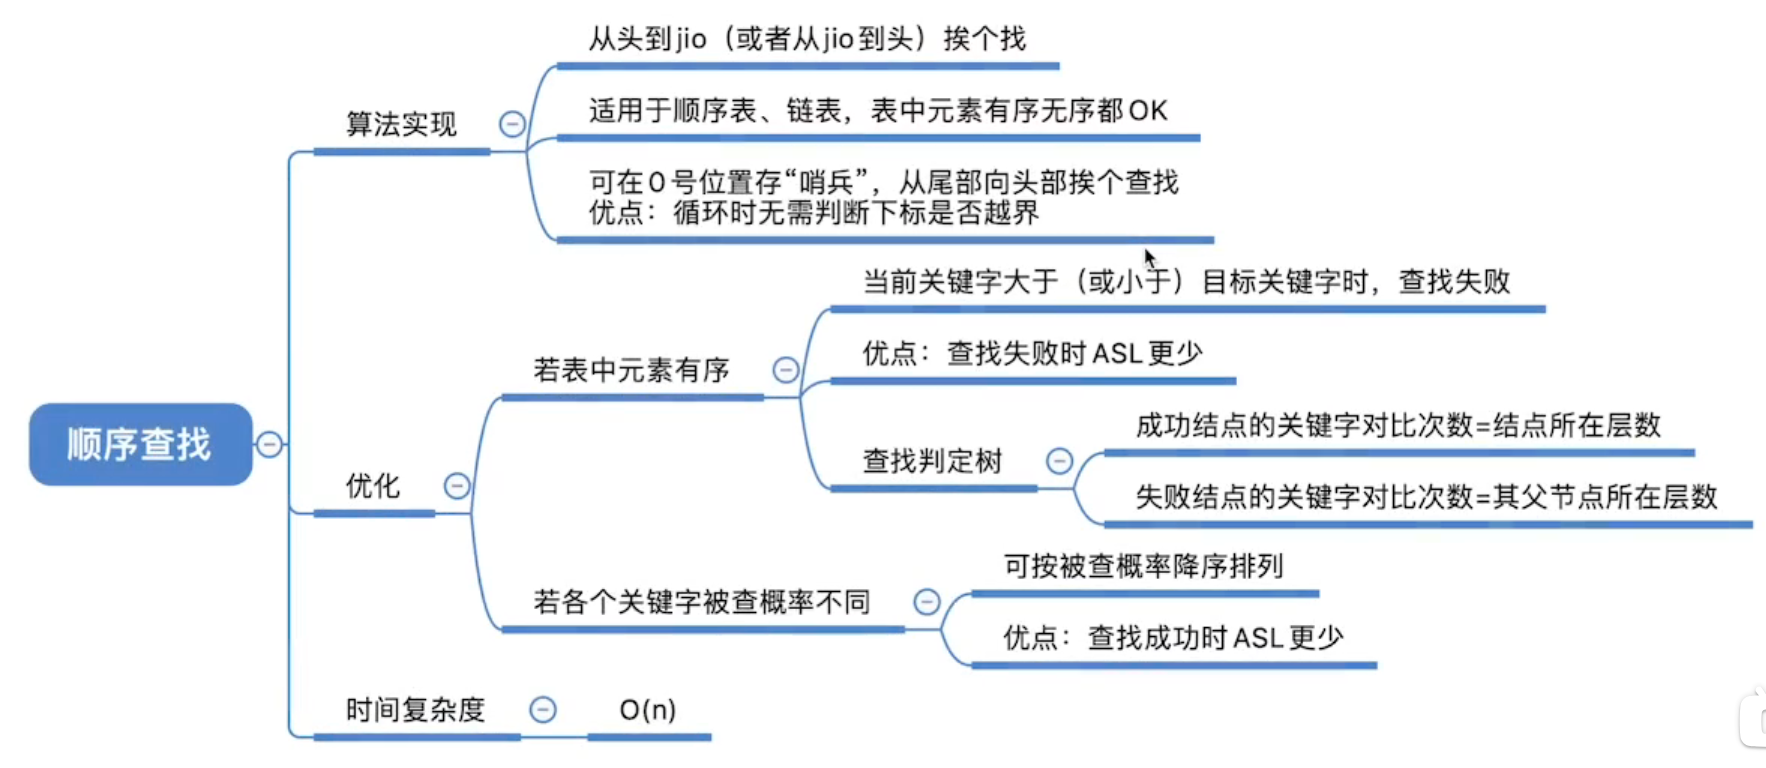 顺序查找
算法实现
从头到jio（或者从jio到头）挨个找
适用于顺序表、链表，表中元素有序无序都OK
可在0号位置存“哨兵”，从尾部向头部挨个查找
优点：循环时无需判断下标是否越界
优化
若表中元素有序
当前关键字大于（或小于）目标关键字时，查找失败
优点：查找失败时ASL更少
查找判定树
成功结点的关键字对比次数=结点所在层数
失败结点的关键字对比次数=其父节点所在层数
若各个关键字被查概率不同
可按被查概率降序排列
优点：查找成功时ASL更少
时间复杂度
O(n)